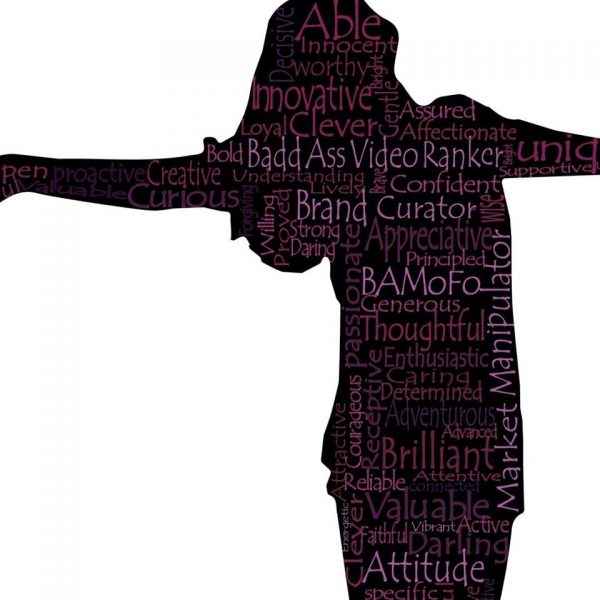 Able
Decisive
Innocent
worthy
Bright
Innovative
Gentle
Assured
Loyal
Clever
Affectionate
Bold
Badd Ass Video Ranker
Bright
uniq
Supportive
proactive
Creative
Valuable
Curious
Understanding
Lively
Brave
Confident
Forgiving
Willing
Proved
Brand Curator
wise
Strong
Daring
Appreciative
Principled
Passionate
BAMoFo
Generous
Thoughtful
Market ManiPulator
Enthusiastic
Caring
Determined
Receptive
Courageous
Adventurous
Advanced
Attractive
Brilliant
Attentive
Reliable
connected
Valuable
Energetic
Clever
Faithful
Vibrant
Active
Darling
Attitude
specific